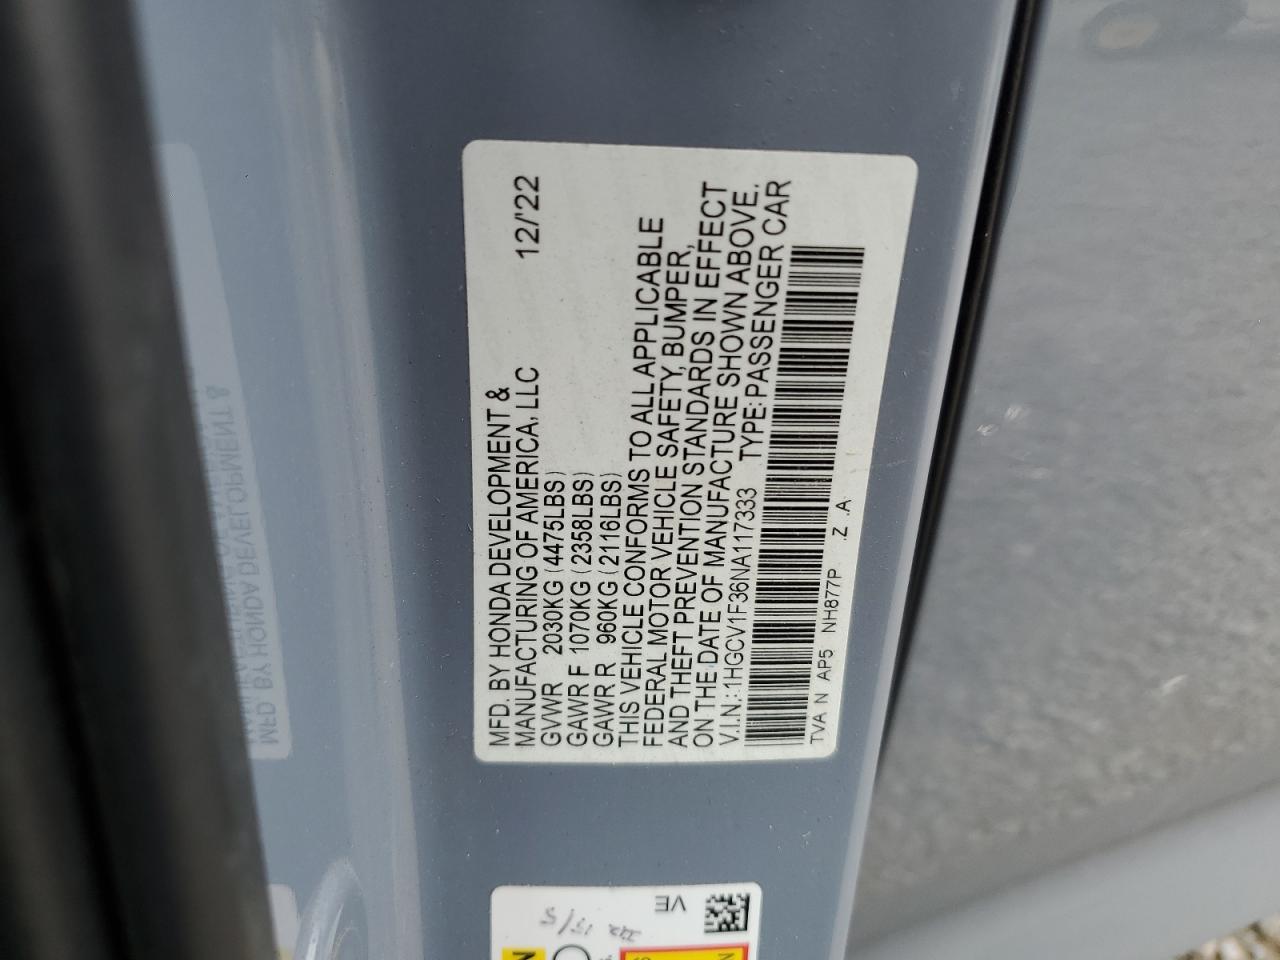 MFD. BY HONDA DEVELOPMENT &
MANUFACTURING OF AMERICA, LLC 12/'22
GVWR 2030KG (4475LBS)
GAWR F 1070KG (2358LBS)
GAWR R 960KG (2116LBS)
THIS VEHICLE CONFORMS TO ALL APPLICABLE
FEDERAL MOTOR VEHICLE SAFETY, BUMPER,
AND THEFT PREVENTION STANDARDS IN EFFECT
ON THE DATE OF MANUFACTURE SHOWN ABOVE.
V.I.N.: 1HGCV1F36NA117333 TYPE: PASSENGER CAR
TVA N AP5 NH877P .Z .A
VE